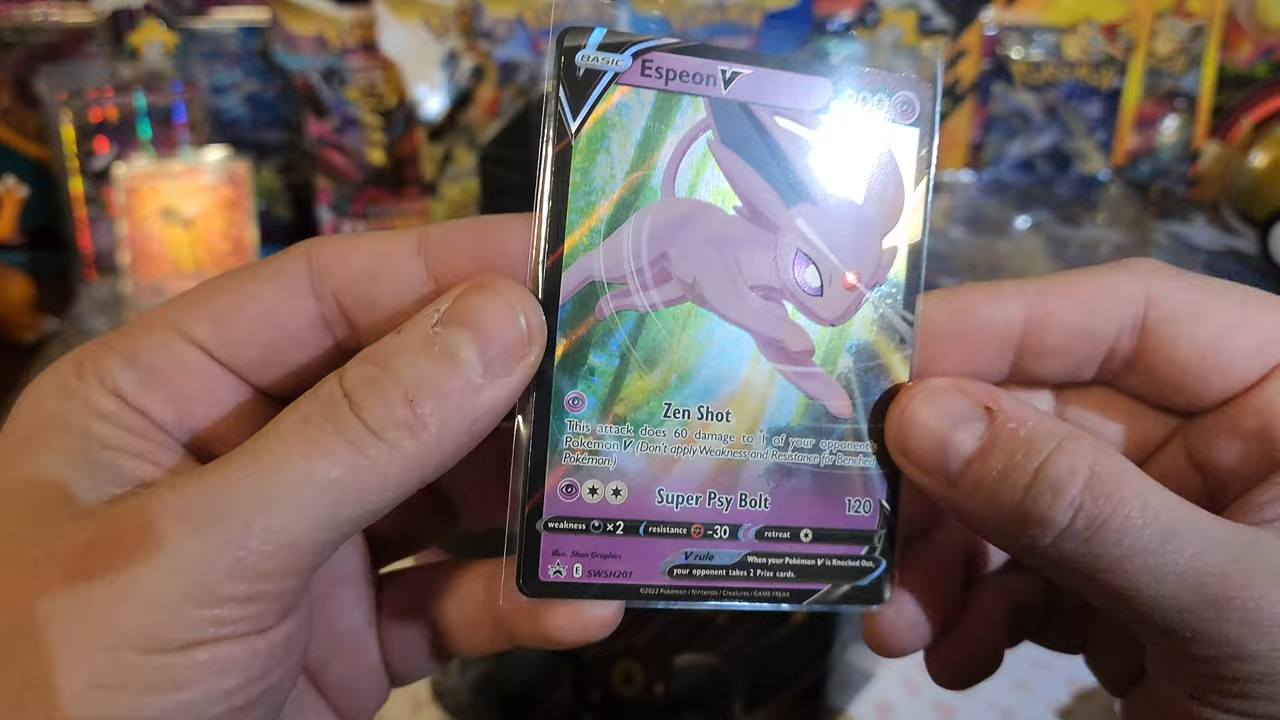 BASIC
Espeon V
Zen Shot
This attack does 60 damage to 1 of your opponent's
Pokémon V. (Don't apply Weakness and Resistance for Benched
Pokémon.)
Super Psy Bolt 120
weakness ×2 resistance -30 retreat
Illus. 5ban Graphics
V rule When your Pokémon V is Knocked Out,
your opponent takes 2 Prize cards.
E SWSH201
©2022 Pokémon / Nintendo / Creatures / GAME FREAK